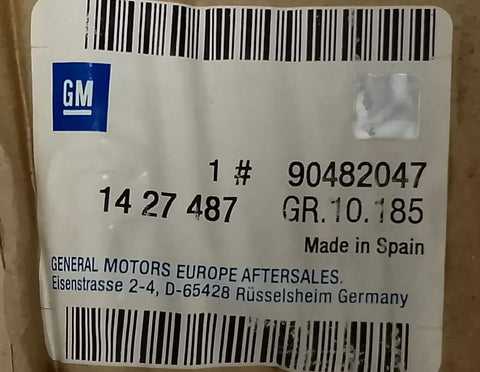 GM
1 # 90482047
14 27 487 GR.10.185
Made in Spain
GENERAL MOTORS EUROPE AFTERSALES.
Eisenstrasse 2-4, D-65428 Rüsselsheim Germany